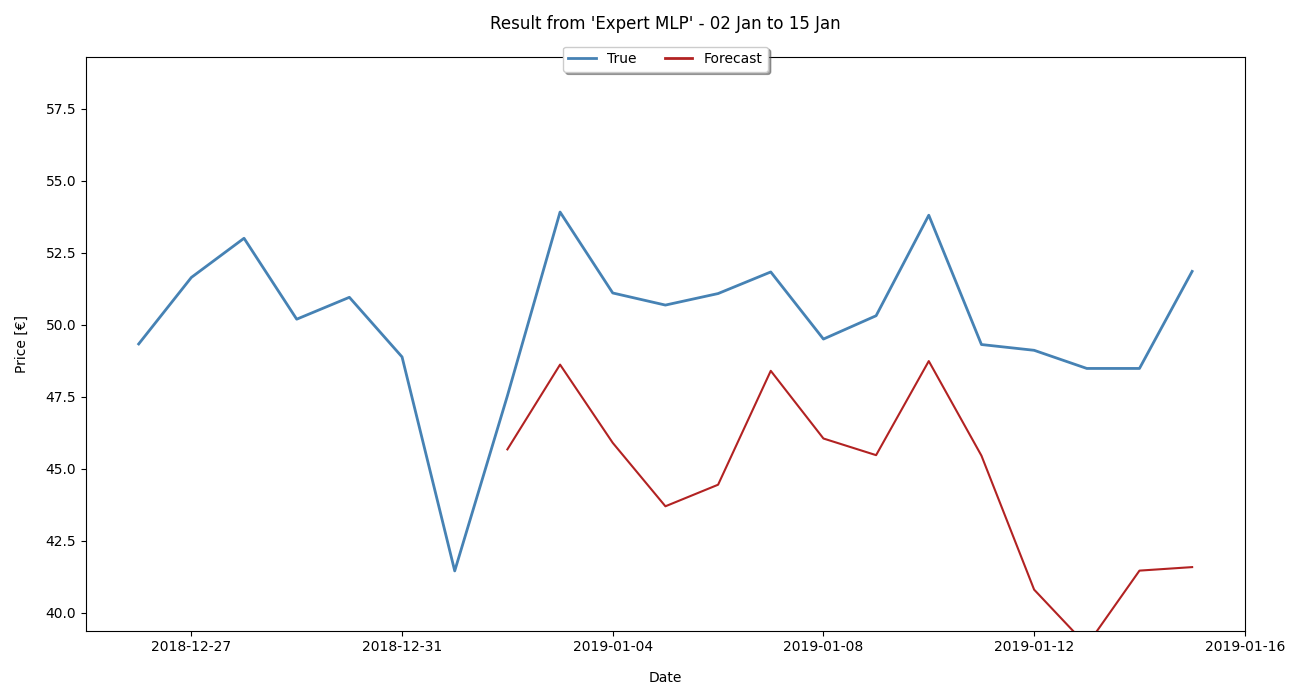 Result from 'Expert MLP' - 02 Jan to 15 Jan
True Forecast
57.5
55.0
52.5
50.0
47.5
45.0
42.5
40.0
Price [€]
2018-12-27 2018-12-31 2019-01-04 2019-01-08 2019-01-12 2019-01-16
Date